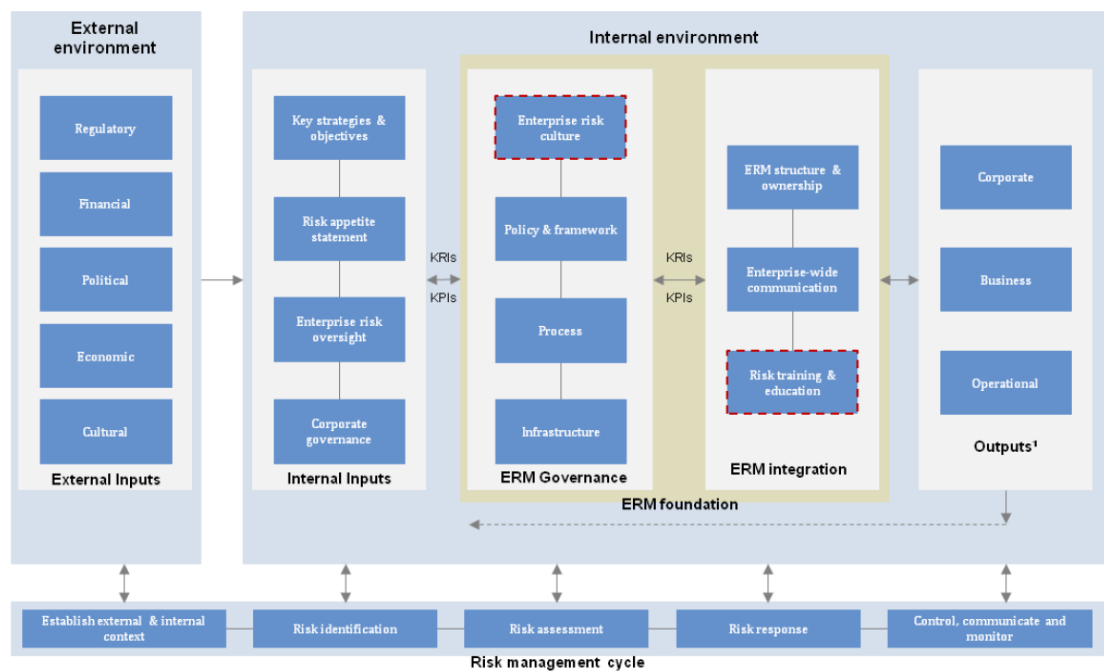 External
environment
Regulatory
Financial
Political
Economic
Cultural
External Inputs
Internal environment
Key strategies &
objectives
Risk appetite
statement
Enterprise risk
oversight
Corporate
governance
Internal Inputs
KRIs
KPIs
Enterprise risk
culture
Policy & framework
Process
Infrastructure
ERM Governance
KRIs
KPIs
ERM structure &
ownership
Enterprise-wide
communication
Risk training &
education
ERM integration
ERM foundation
Corporate
Business
Operational
Outputs¹
Establish external & internal
context
Risk identification
Risk assessment
Risk response
Control, communicate and
monitor
Risk management cycle